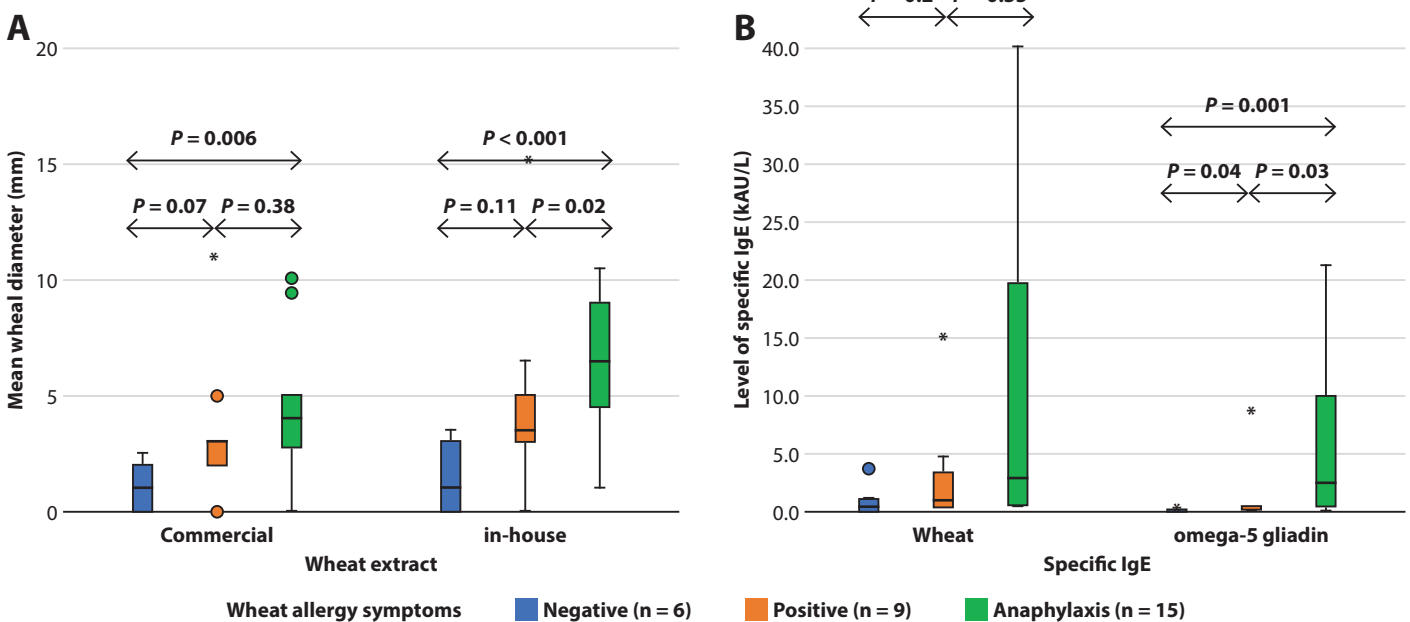 A
20
15
10
5
0
Mean wheal diameter (mm)
P = 0.006
P < 0.001
*
P = 0.07 P = 0.38
P = 0.11 P = 0.02
*
Commercial in-house
Wheat extract
B
40.0
35.0
30.0
25.0
20.0
15.0
10.0
5.0
0.0
Level of specific IgE (kAU/L)
P = 0.001
P = 0.04 P = 0.03
*
*
*
Wheat omega-5 gliadin
Specific IgE
Wheat allergy symptoms Negative (n = 6) Positive (n = 9) Anaphylaxis (n = 15)